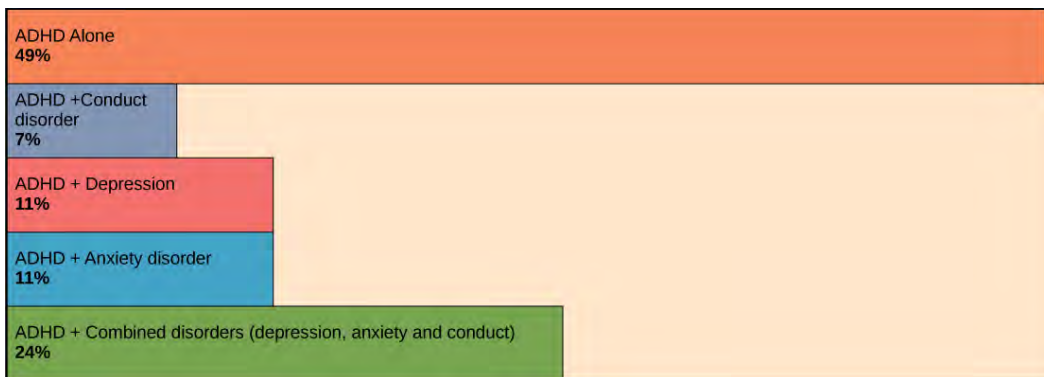 ADHD Alone
49%
ADHD +Conduct
disorder
7%
ADHD + Depression
11%
ADHD + Anxiety disorder
11%
ADHD + Combined disorders (depression, anxiety and conduct)
24%